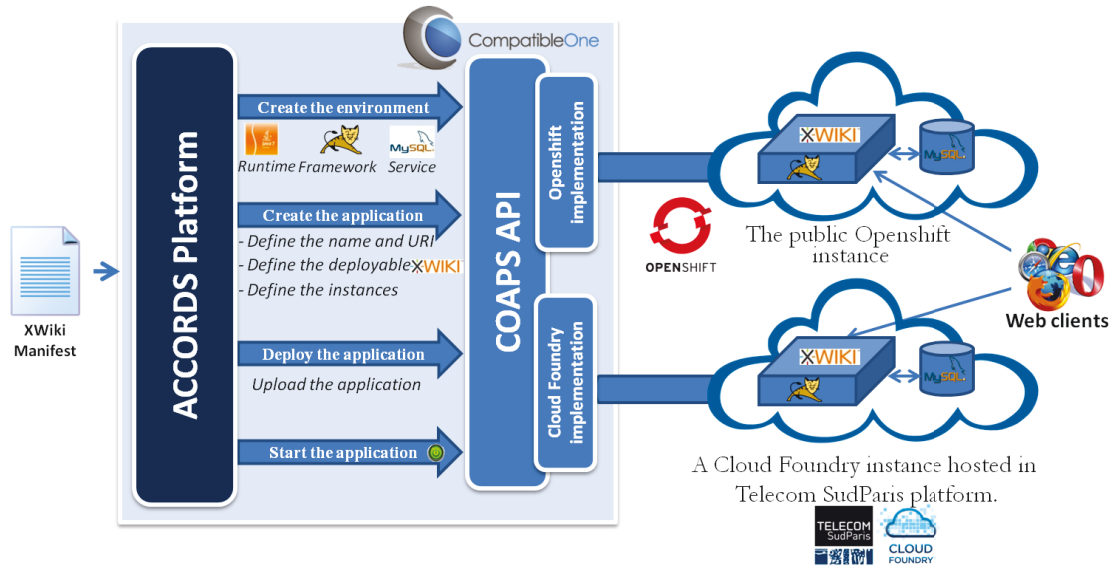 CompatibleOne
XWiki
Manifest
ACCORDS Platform
Create the environment
Runtime
Framework
MySQL
Service
Create the application
- Define the name and URI
- Define the deployable
XWIKI
- Define the instances
Deploy the application
Upload the application
Start the application
COAPS API
Openshift
implementation
Cloud Foundry
implementation
OPENSHIFT
XWIKI
MySQL
The public Openshift
instance
Web clients
XWIKI
MySQL
A Cloud Foundry instance hosted in
Telecom SudParis platform.
TELECOM
SudParis
CLOUD
FOUNDRY